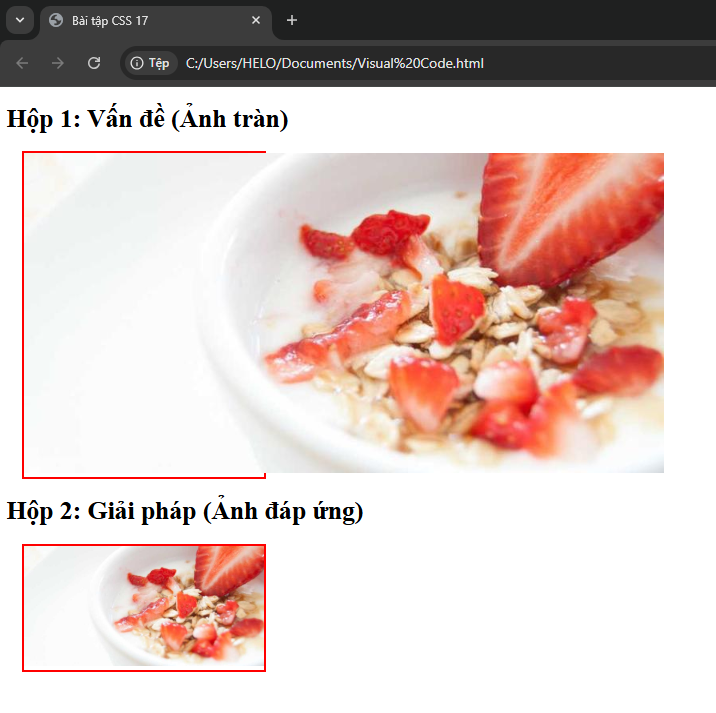 Bài tập CSS 17
Tệp
C:/Users/HELO/Documents/Visual%20Code.html
Hộp 1: Vấn đề (Ảnh tràn)
Hộp 2: Giải pháp (Ảnh đáp ứng)